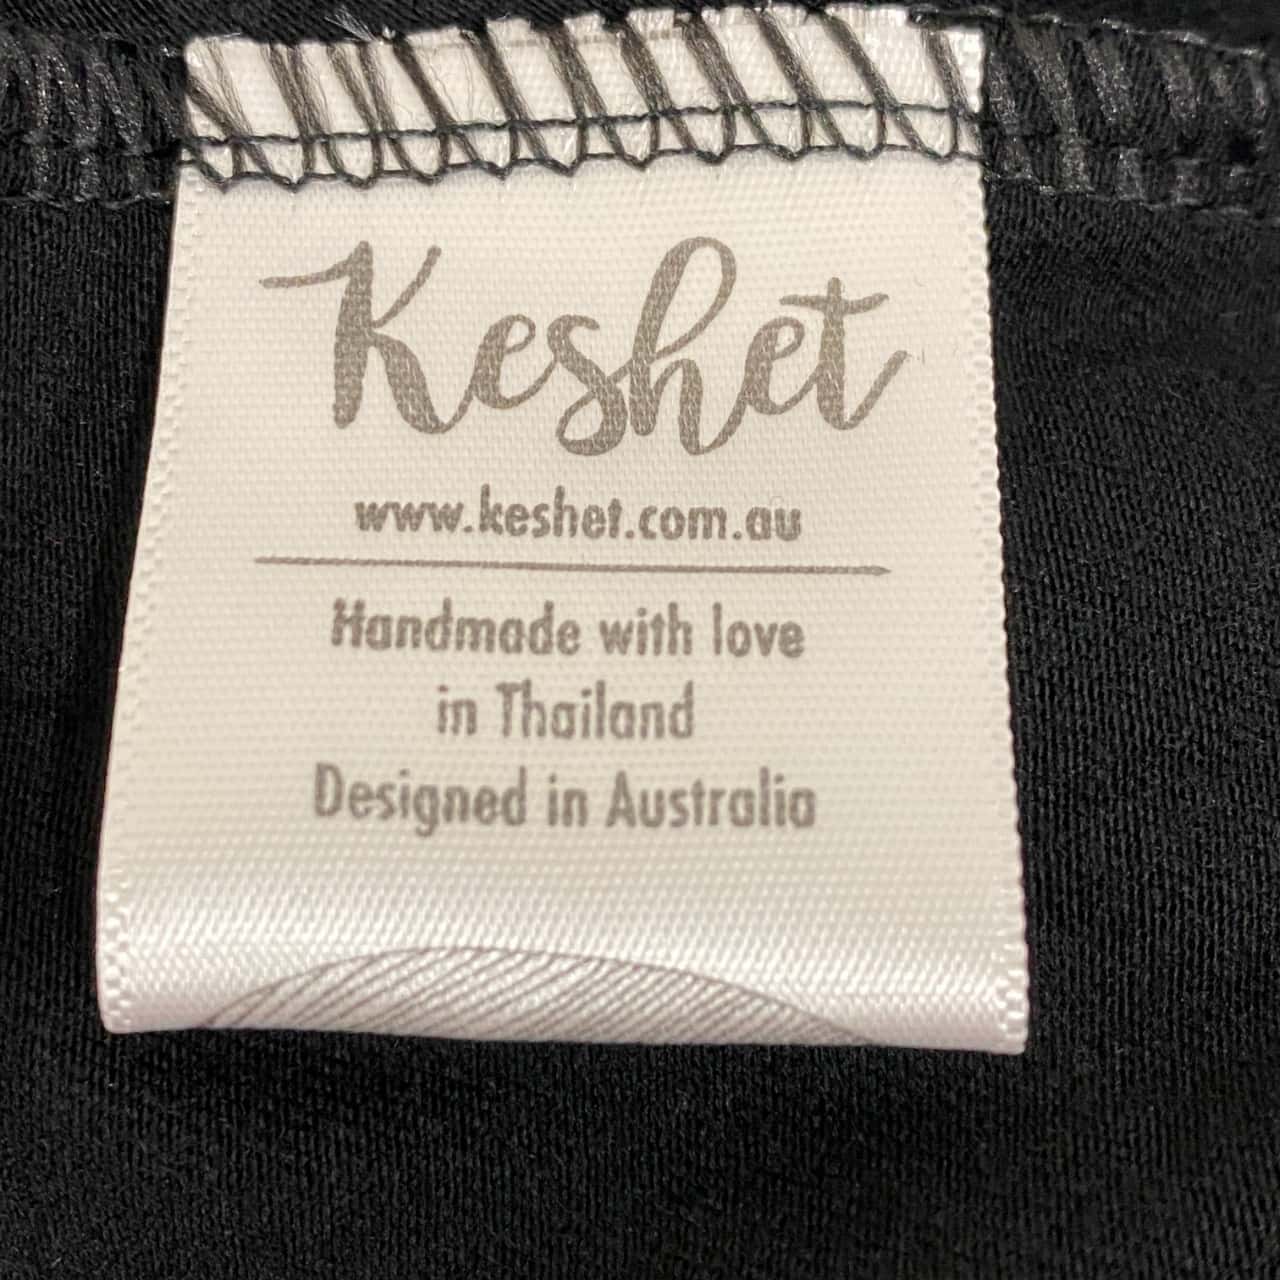 Keshet
www.keshet.com.au
Handmade with love
in Thailand
Designed in Australia